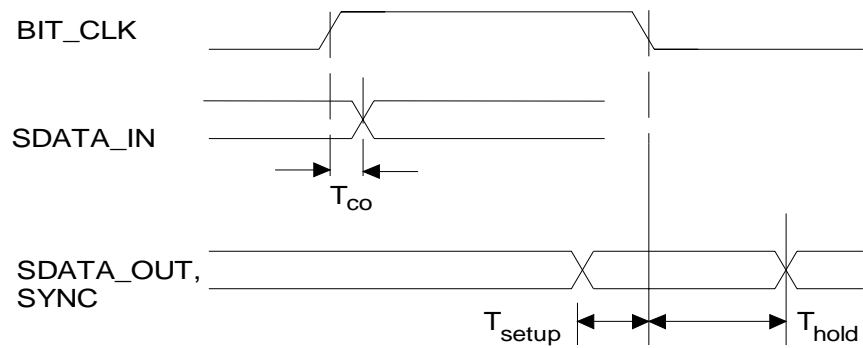 BIT_CLK
SDATA_IN
Tco
SDATA_OUT,
SYNC
Tsetup
Thold